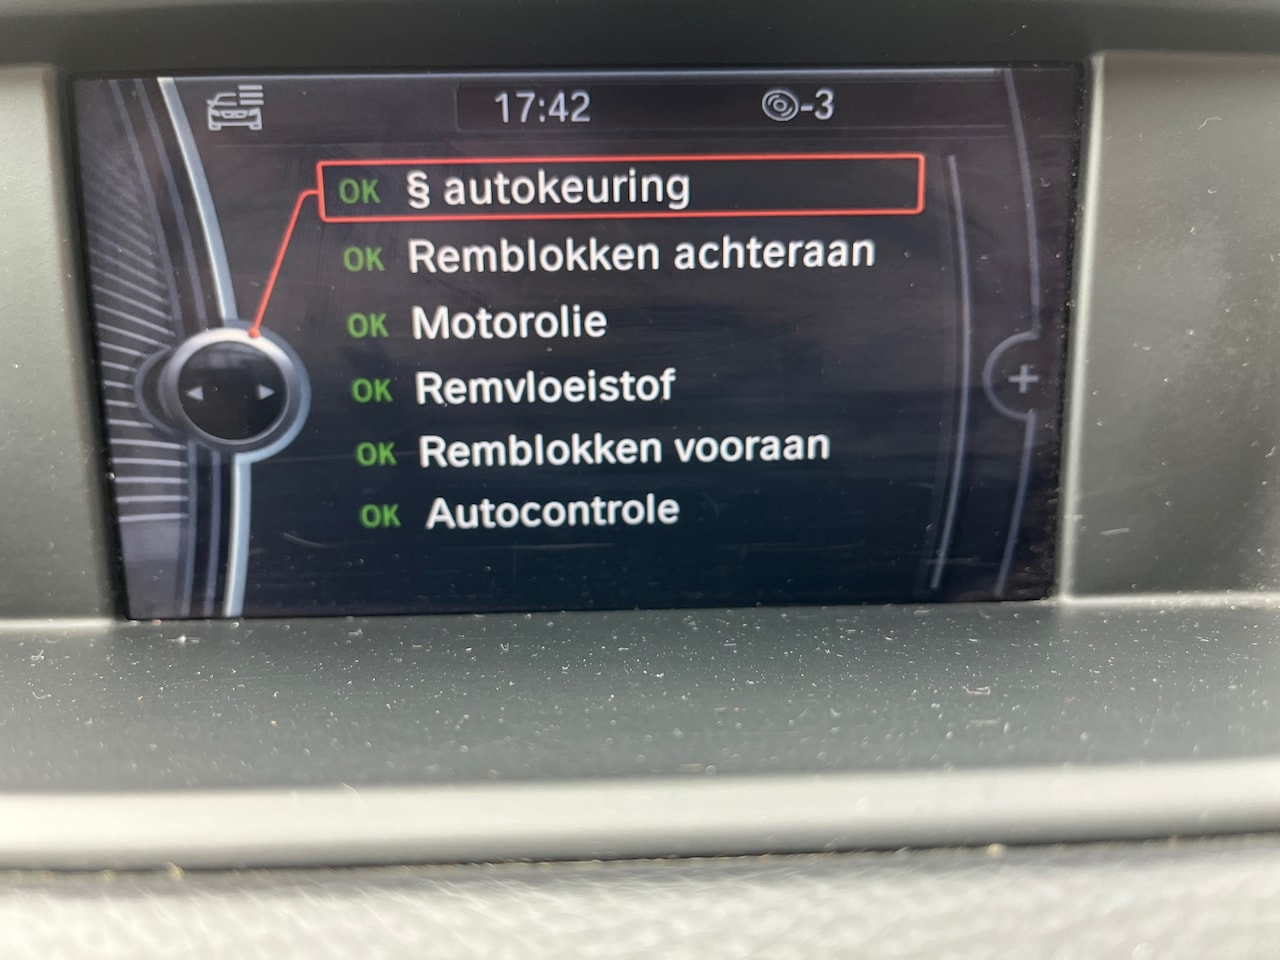 17:42 -3
OK § autokeuring
OK Remblokken achteraan
OK Motorolie
OK Remvloeistof
OK Remblokken vooraan
OK Autocontrole
+